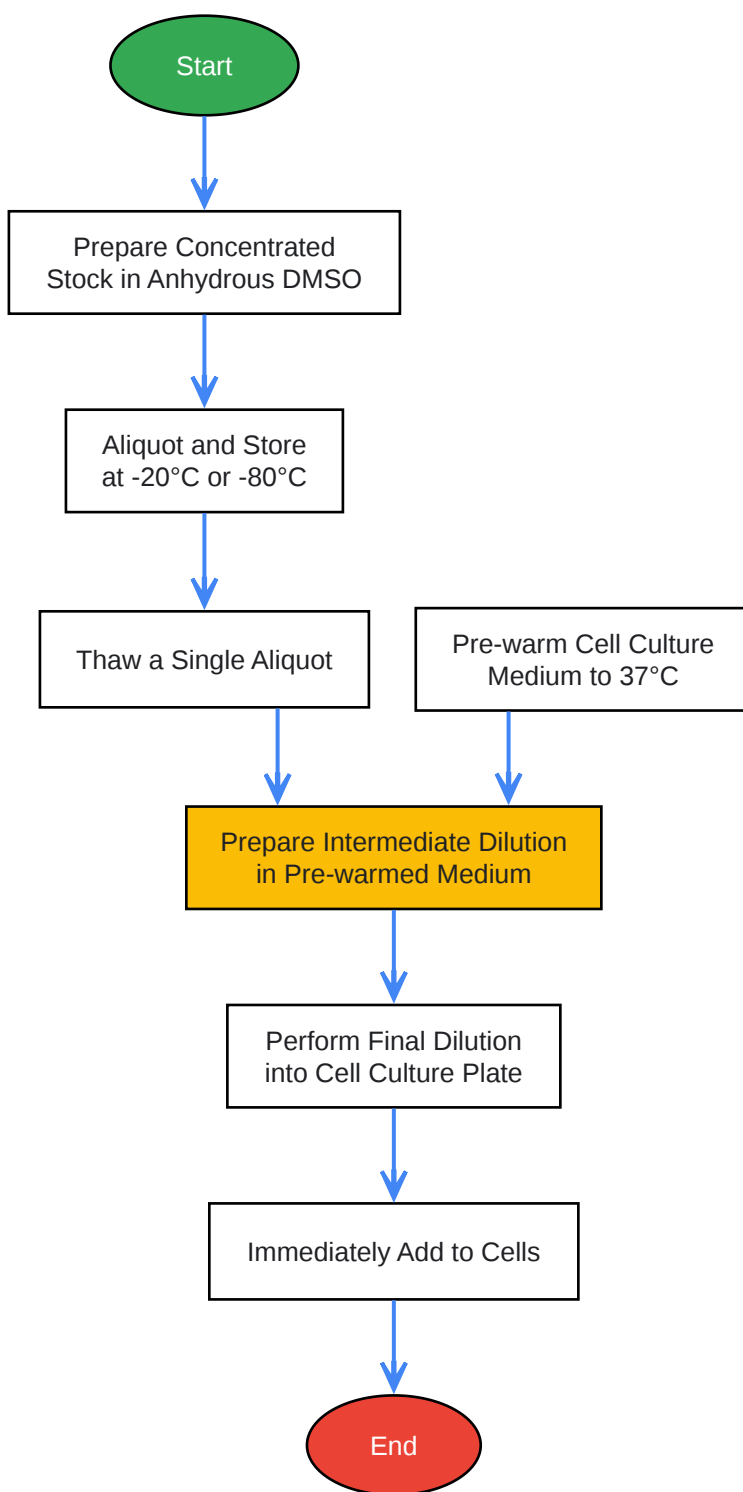 Start
Prepare Concentrated
Stock in Anhydrous DMSO
Aliquot and Store
at -20°C or -80°C
Thaw a Single Aliquot
Pre-warm Cell Culture
Medium to 37°C
Prepare Intermediate Dilution
in Pre-warmed Medium
Perform Final Dilution
into Cell Culture Plate
Immediately Add to Cells
End